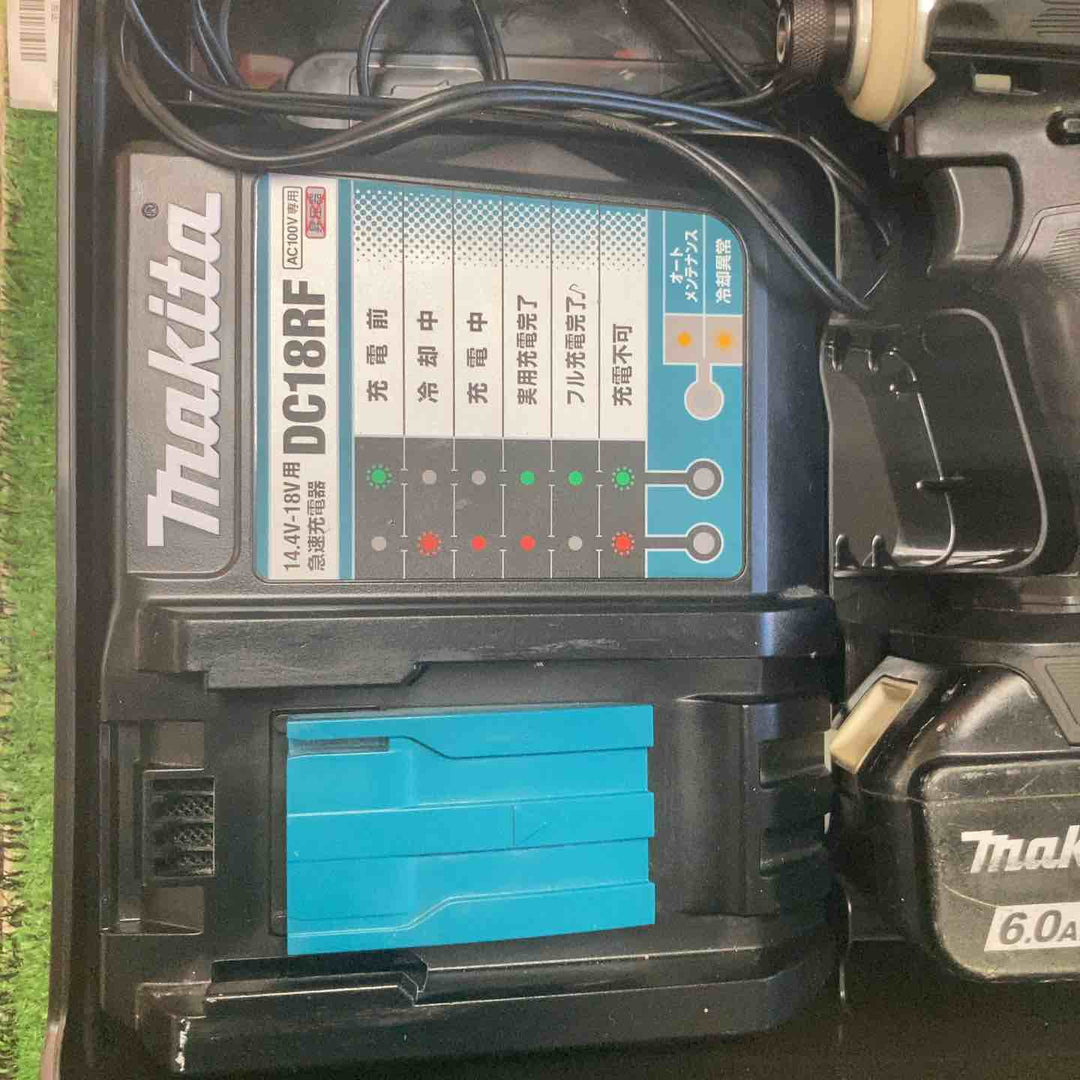 makita®
14.4V-18V用
急速充電器
DC18RF
AC100V専用
充電前
冷却中
充電中
実用充電完了
フル充電完了♪
充電不可
オート
メンテナンス
冷却異常
mak
6.0A